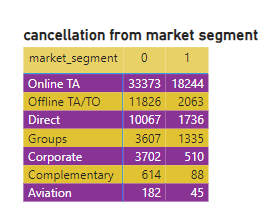 cancellation from market segment
market_segment 0 1
Online TA 33373 18244
Offline TA/TO 11826 2063
Direct 10067 1736
Groups 3607 1335
Corporate 3702 510
Complementary 614 88
Aviation 182 45